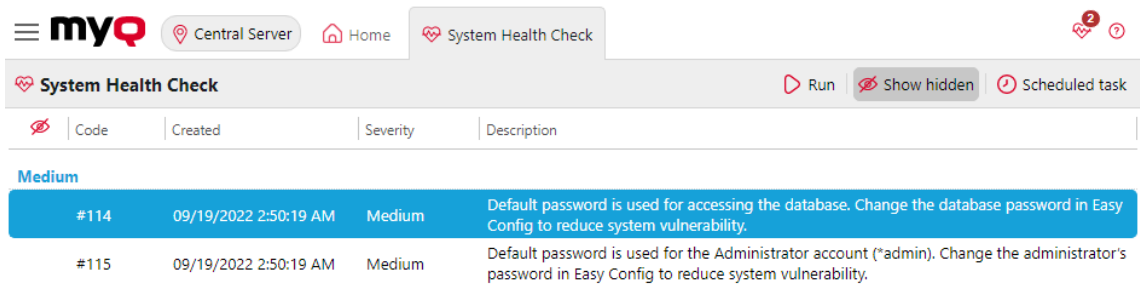 myQ Central Server Home System Health Check 2
System Health Check Run Show hidden Scheduled task
Code Created Severity Description
Medium
#114 09/19/2022 2:50:19 AM Medium Default password is used for accessing the database. Change the database password in Easy
Config to reduce system vulnerability.
#115 09/19/2022 2:50:19 AM Medium Default password is used for the Administrator account (*admin). Change the administrator's
password in Easy Config to reduce system vulnerability.